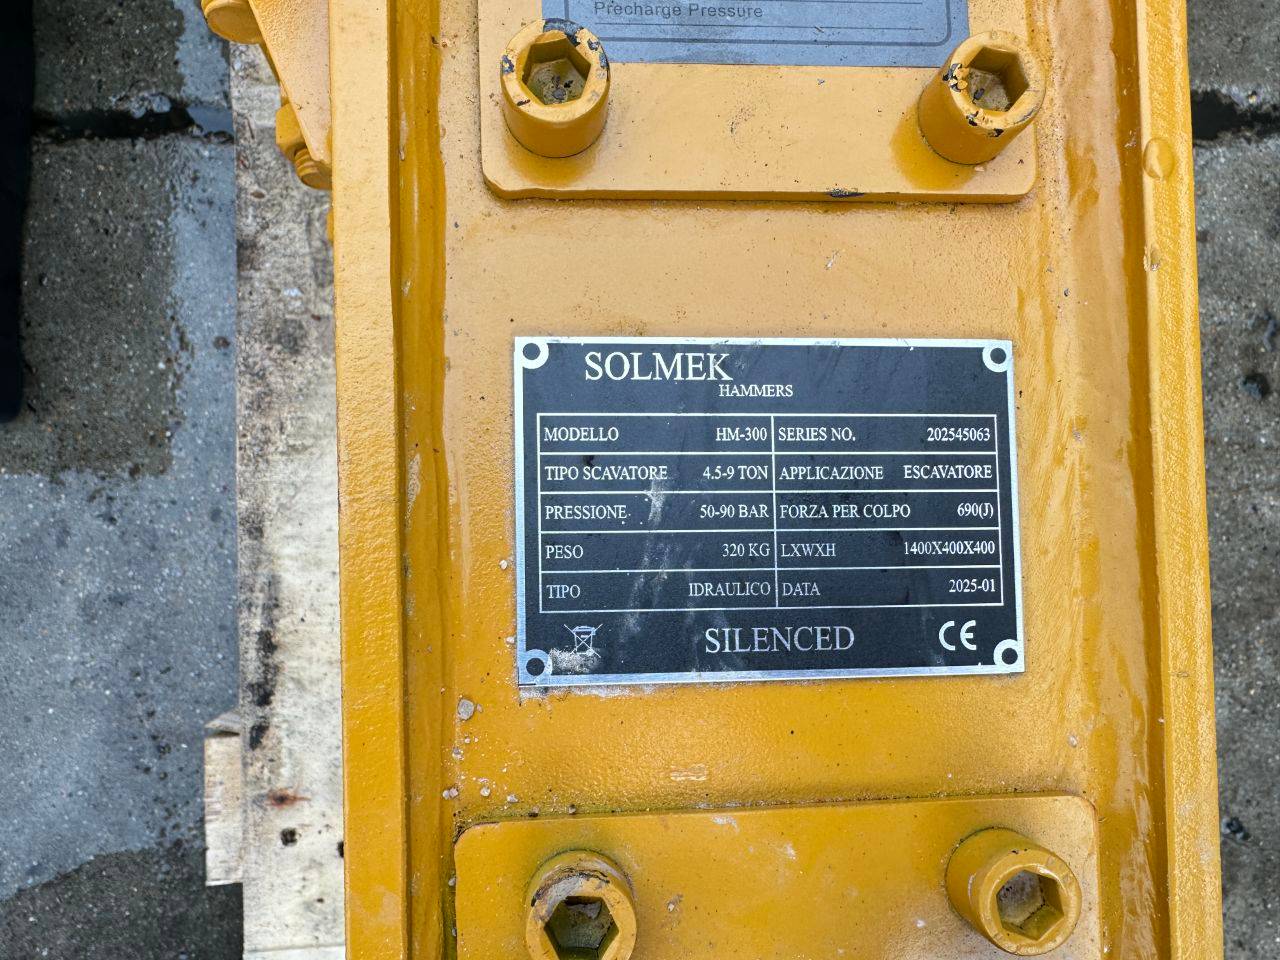 Precharge Pressure
SOLMEK
HAMMERS
MODELLO HM-300 SERIES NO. 202545063
TIPO SCAVATORE 4.5-9 TON APPLICAZIONE ESCAVATORE
PRESSIONE 50-90 BAR FORZA PER COLPO 690(J)
PESO 320 KG LXWXH 1400X400X400
TIPO IDRAULICO DATA 2025-01
SILENCED CE